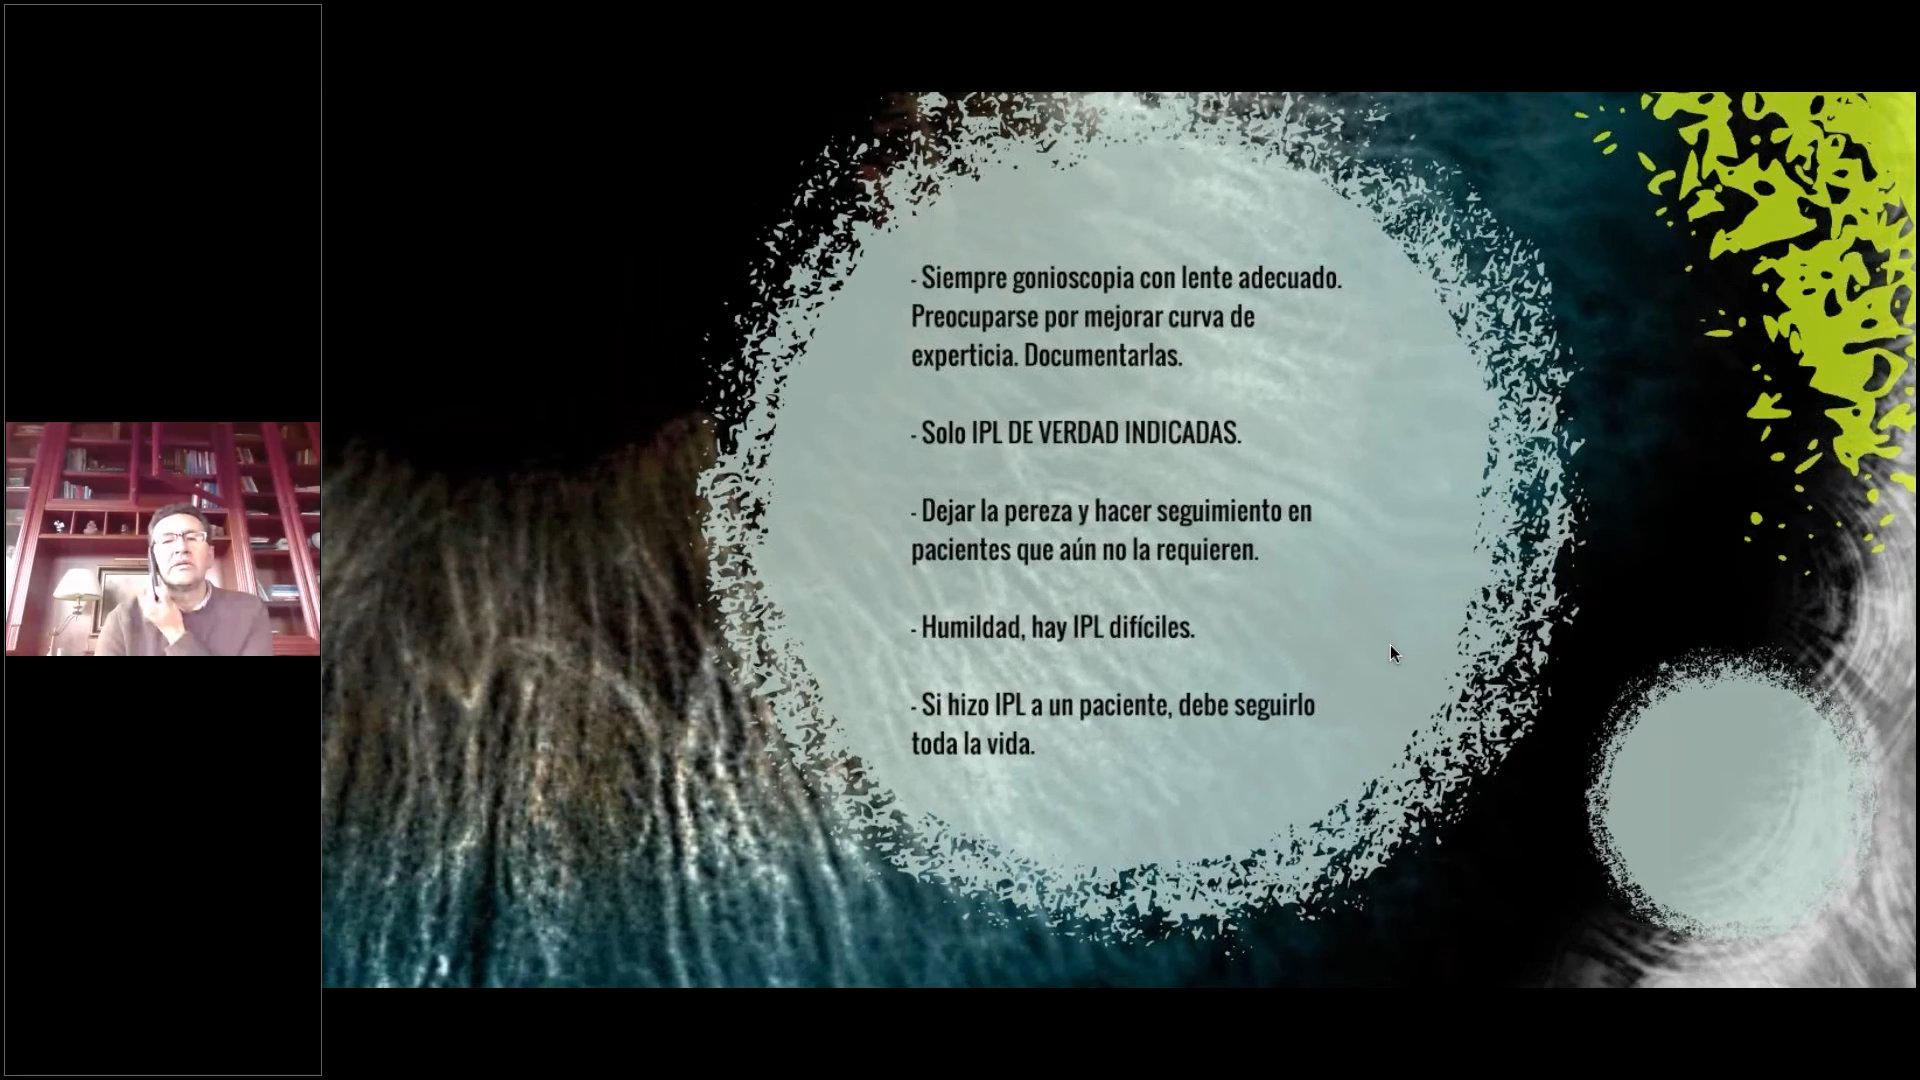 - Siempre gonioscopia con lente adecuado.
Preocuparse por mejorar curva de
experticia. Documentarlas.
- Solo IPL DE VERDAD INDICADAS.
- Dejar la pereza y hacer seguimiento en
pacientes que aún no la requieren.
- Humildad, hay IPL difíciles.
- Si hizo IPL a un paciente, debe seguirlo
toda la vida.